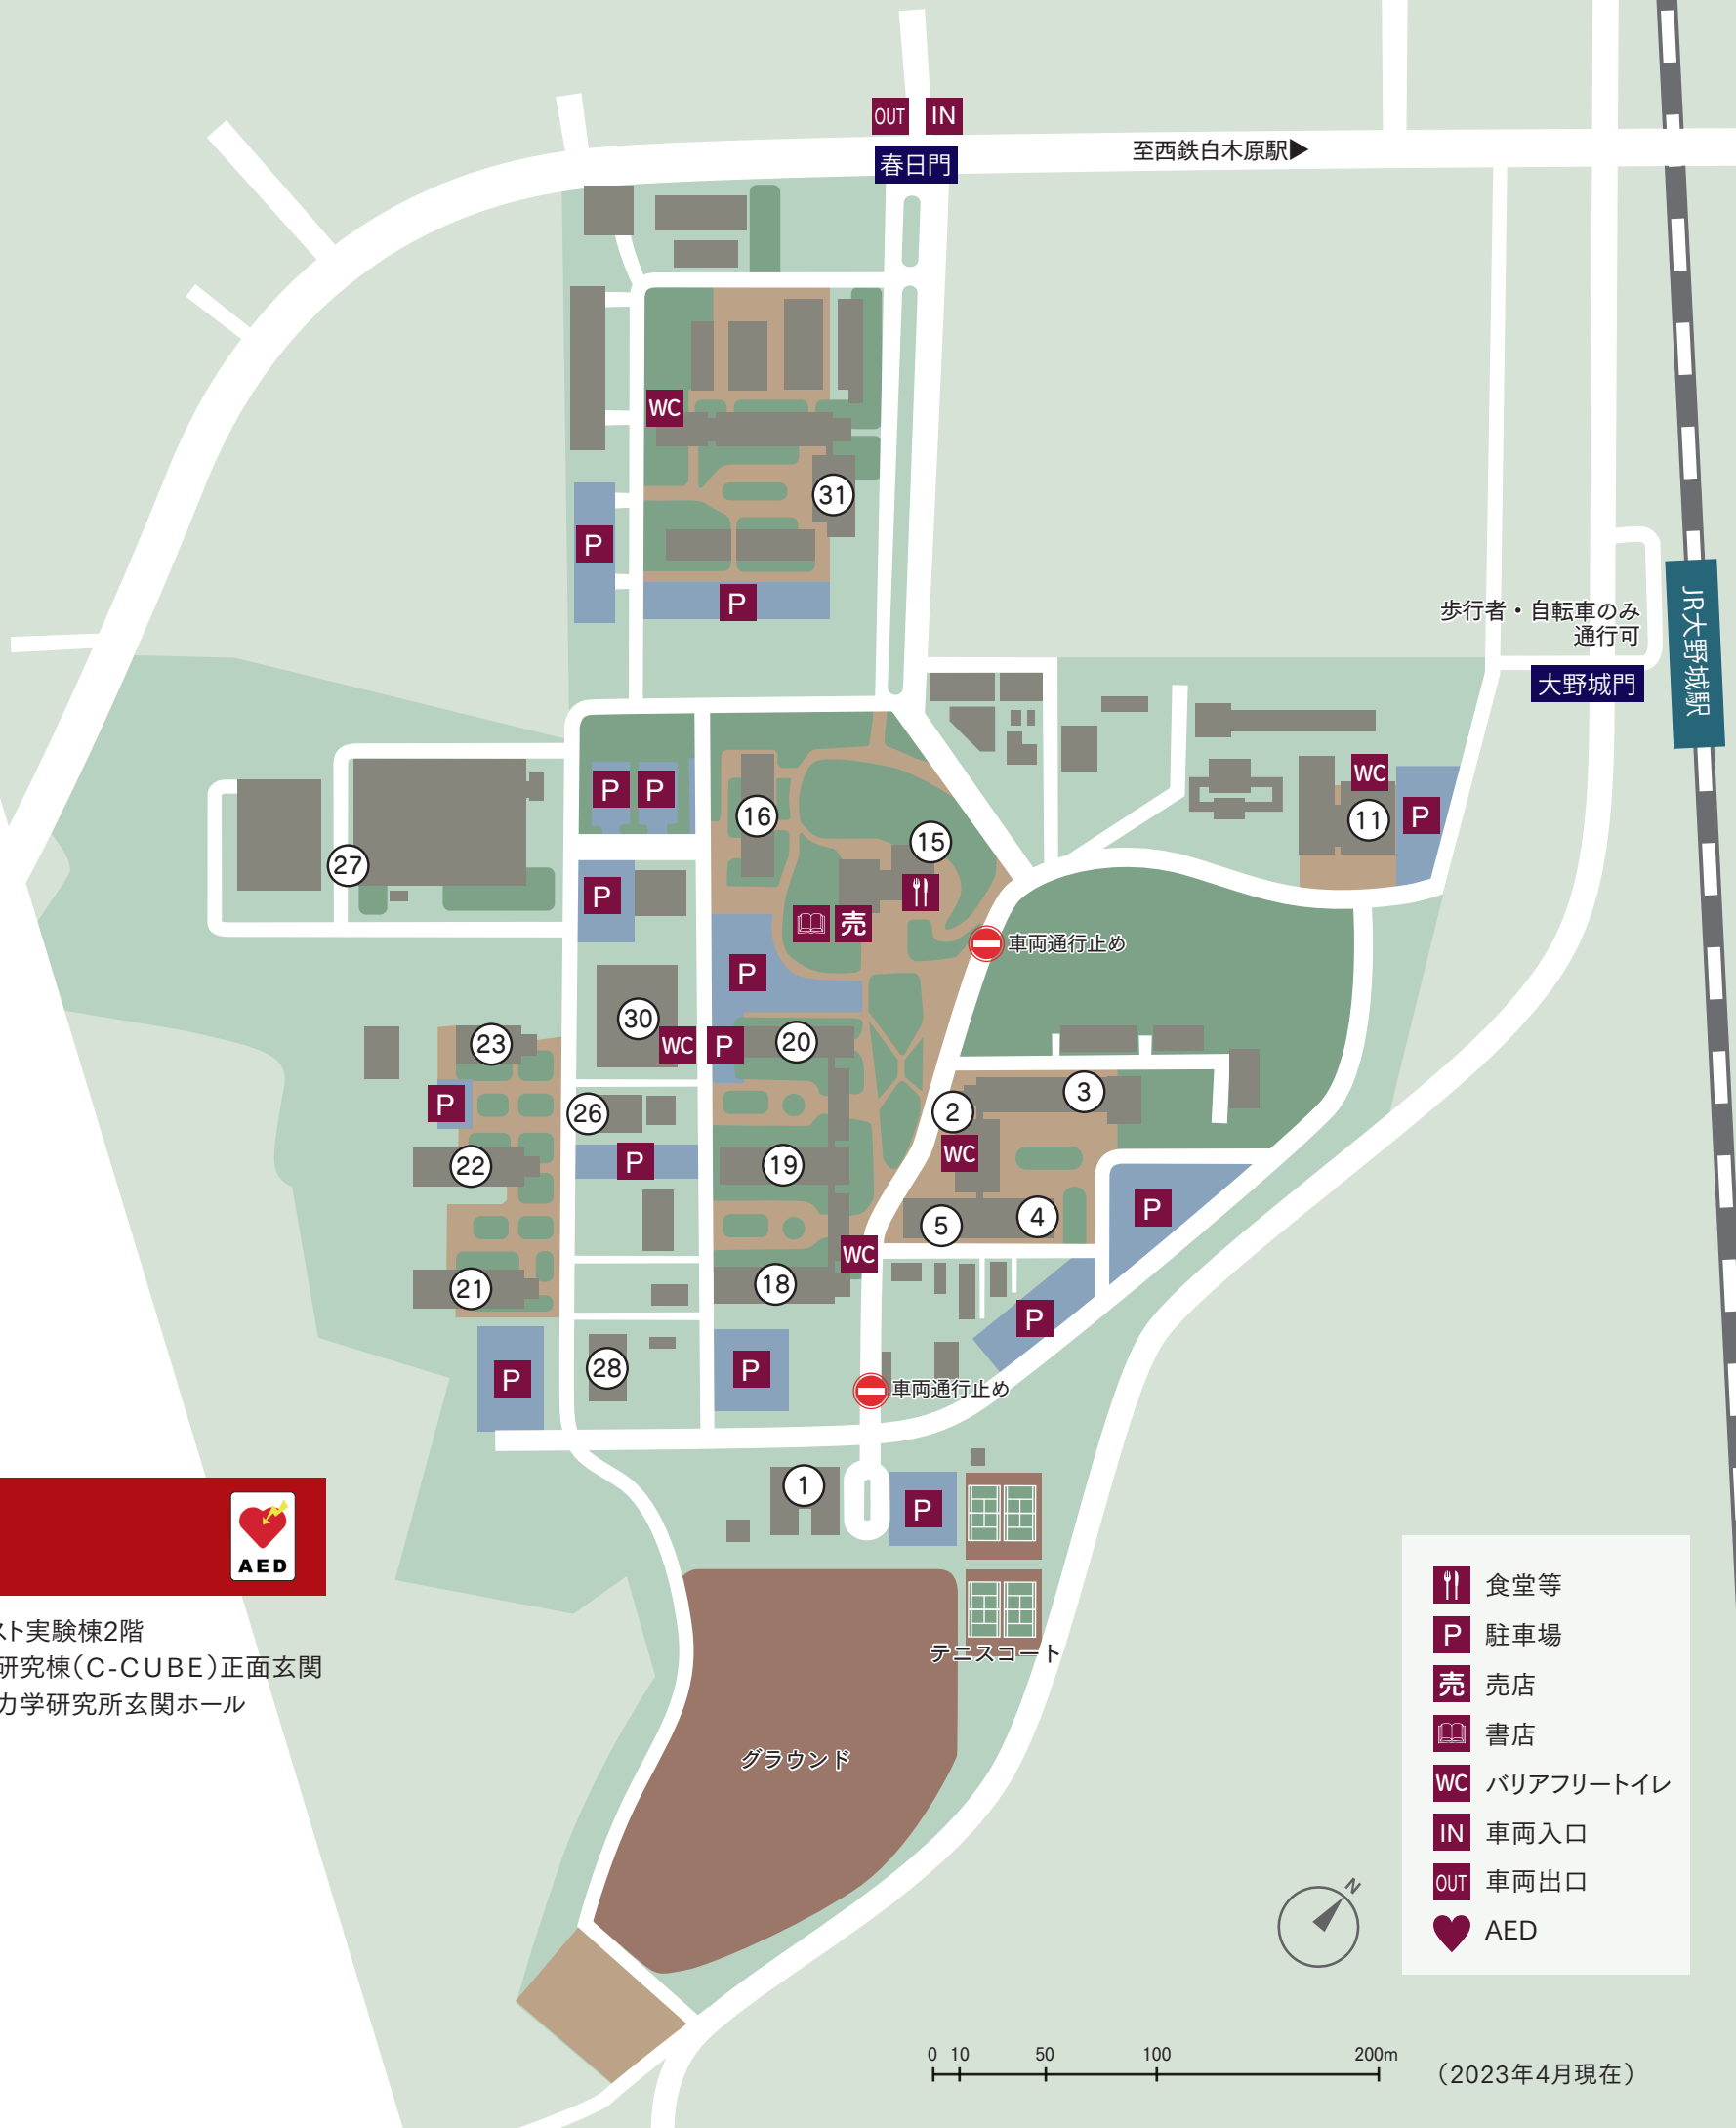 OUT IN
春日門
至西鉄白木原駅▶
WC
31
P
P
歩行者・自転車のみ
通行可
大野城門
JR大野城駅
P P
16
15
WC
11
P
27
P
売
車両通行止め
P
30
WC P
20
23
P
26
2
3
WC
22
P
19
5
4
P
WC
21
18
P
28
P
P
車両通行止め
1
P
AED
スト実験棟2階
研究棟（C-CUBE）正面玄関
力学研究所玄関ホール
テニスコート
グラウンド
食堂等
P 駐車場
売 売店
書店
WC バリアフリートイレ
IN 車両入口
OUT 車両出口
AED
N
0 10 50 100 200m
（2023年4月現在）